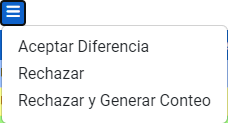 Aceptar Diferencia
Rechazar
Rechazar y Generar Conteo